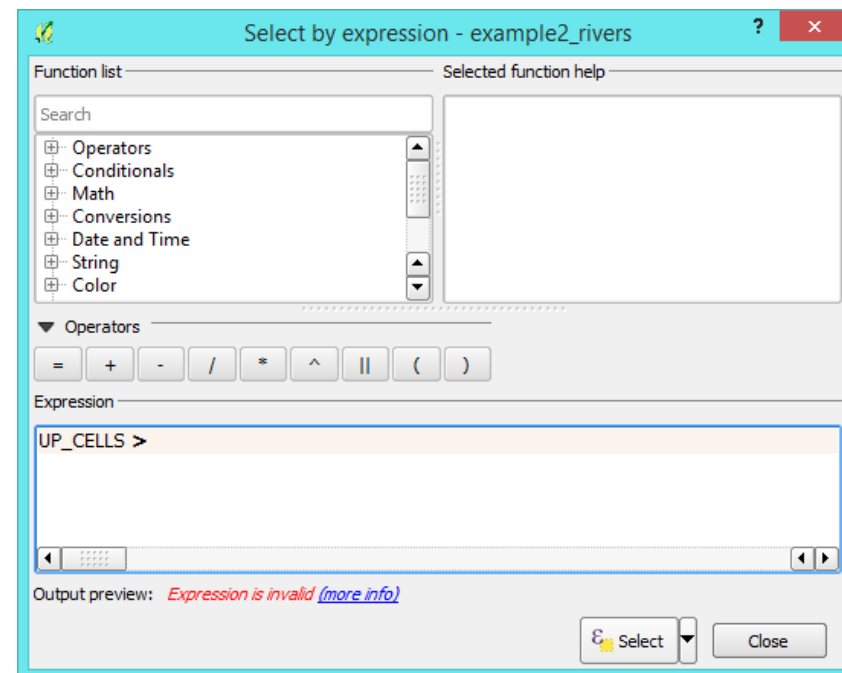 Select by expression - example2_rivers ? ×
Function list
Selected function help
Search
Operators
Conditionals
Math
Conversions
Date and Time
String
Color
Operators
= + - / * ^ || ( )
Expression
UP_CELLS >
Output preview: Expression is invalid (more info)
ε Select Close